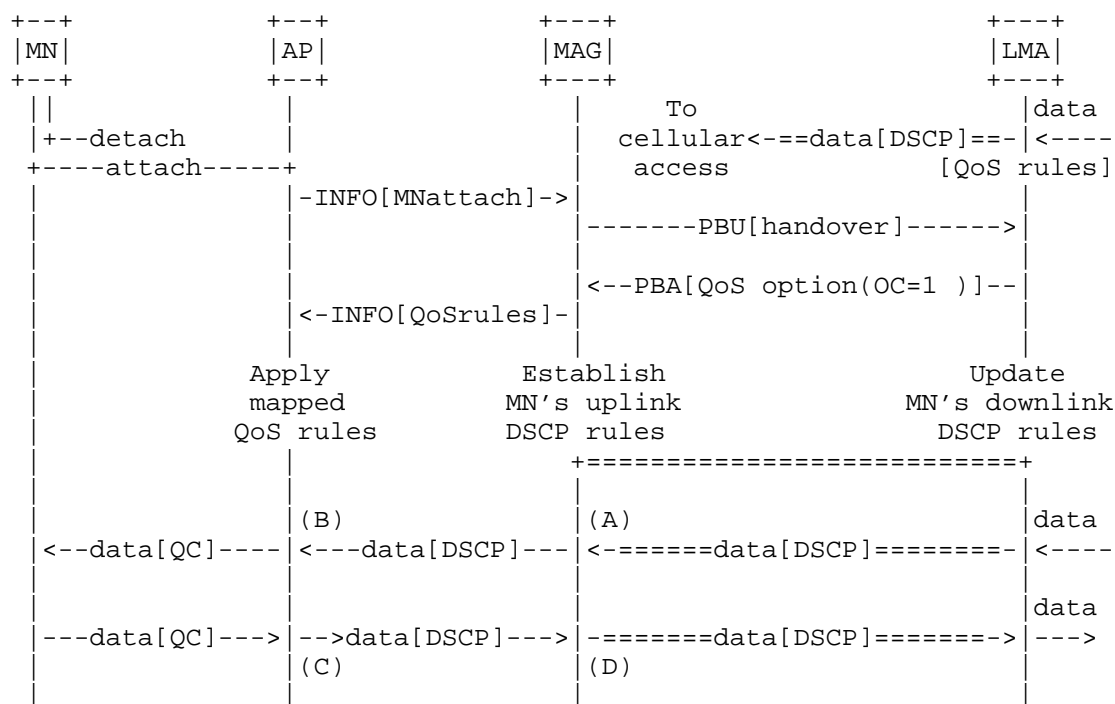 +--+ +--+ +---+ +---+
|MN| |AP| |MAG| |LMA|
+--+ +--+ +---+ +---+
|| | | To |data
|+--detach | | cellular<-==data[DSCP]==-|<----
+----attach-----+ | access [QoS rules]
| |-INFO[MNattach]->| |
| | |-------PBU[handover]------>|
| | | |
| | |<--PBA[QoS option(OC=1 )]--|
| |<-INFO[QoSrules]-| |
| | | |
| Apply Establish Update
| mapped MN's uplink MN's downlink
| QoS rules DSCP rules DSCP rules
| | +===========================+
| | | |
| |(B) |(A) |data
|<--data[QC]----|<---data[DSCP]---|<-======data[DSCP]========-|<----
| | | |
| | | |data
|---data[QC]--->|-->data[DSCP]--->|-=======data[DSCP]=======->|--->
| |(C) |(D) |
| | | |